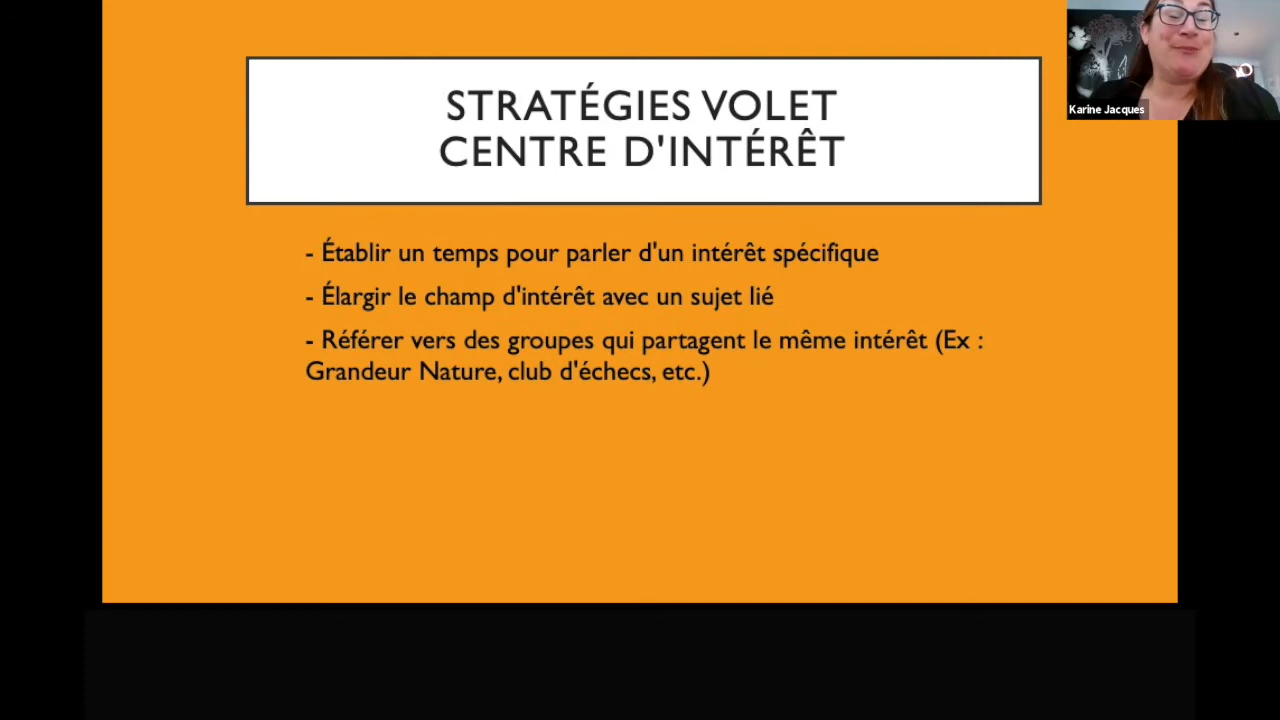 STRATÉGIES VOLET
CENTRE D'INTÉRÊT
- Établir un temps pour parler d'un intérêt spécifique
- Élargir le champ d'intérêt avec un sujet lié
- Référer vers des groupes qui partagent le même intérêt (Ex :
Grandeur Nature, club d'échecs, etc.)
Karine Jacques